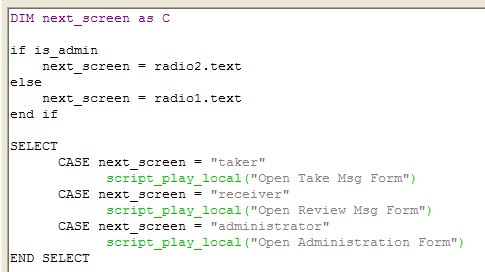 DIM next_screen as C
if is_admin
next_screen = radio2.text
else
next_screen = radio1.text
end if
SELECT
CASE next_screen = "taker"
script_play_local("Open Take Msg Form")
CASE next_screen = "receiver"
script_play_local("Open Review Msg Form")
CASE next_screen = "administrator"
script_play_local("Open Administration Form")
END SELECT